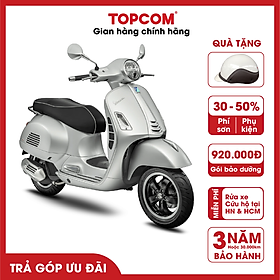 TOPCOM®
Gian hàng chính hãng
QUÀ TẶNG
30 - 50%
Phí sơn
Phụ kiện
920.000Đ
Gói bảo dưỡng
MIỄN PHÍ
Rửa xe
Cứu hộ tại
HN & HCM
3 NĂM
Hoặc 30.000km
BẢO HÀNH
TRẢ GÓP ƯU ĐÃI